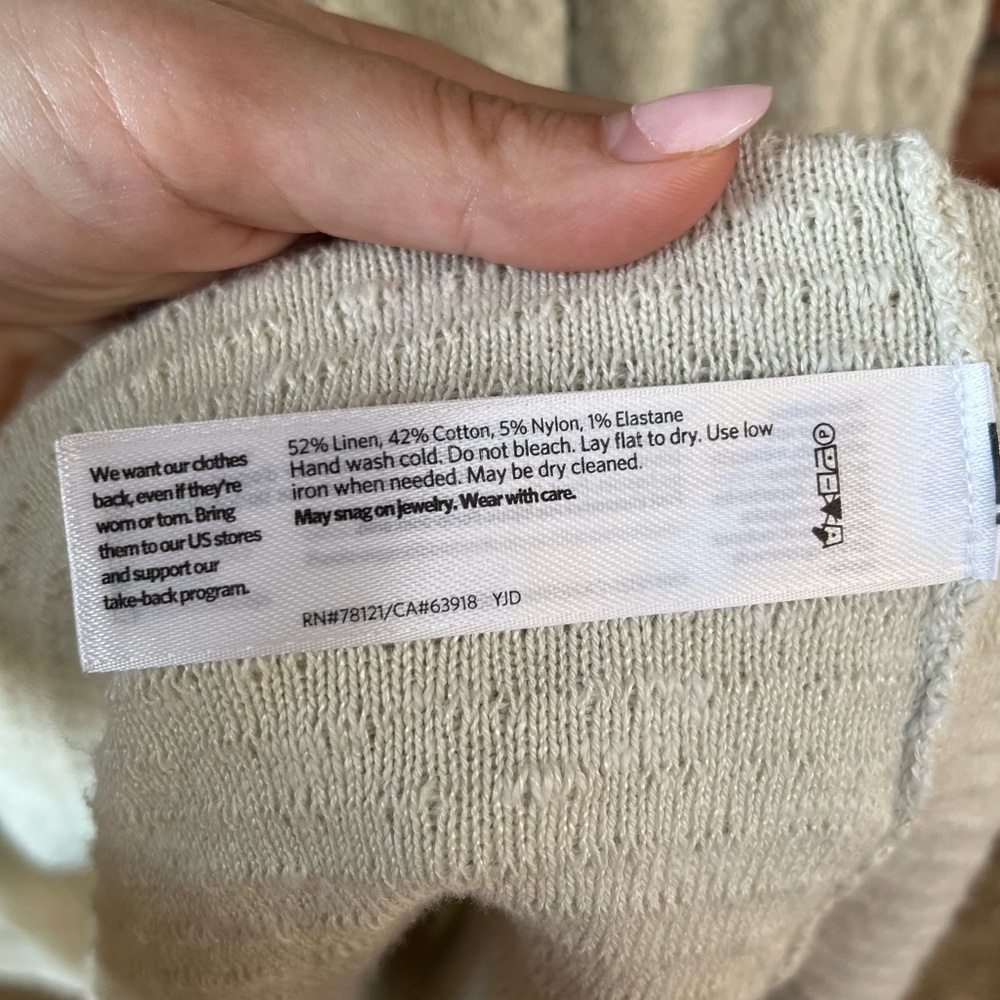 We want our clothes
back, even if they're
worn or torn. Bring
them to our US stores
and support our
take-back program.
52% Linen, 42% Cotton, 5% Nylon, 1% Elastane
Hand wash cold. Do not bleach. Lay flat to dry. Use low
iron when needed. May be dry cleaned.
May snag on jewelry. Wear with care.
RN#78121/CA#63918 YJD
P